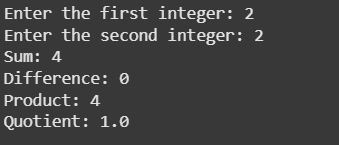 Enter the first integer: 2
Enter the second integer: 2
Sum: 4
Difference: 0
Product: 4
Quotient: 1.0